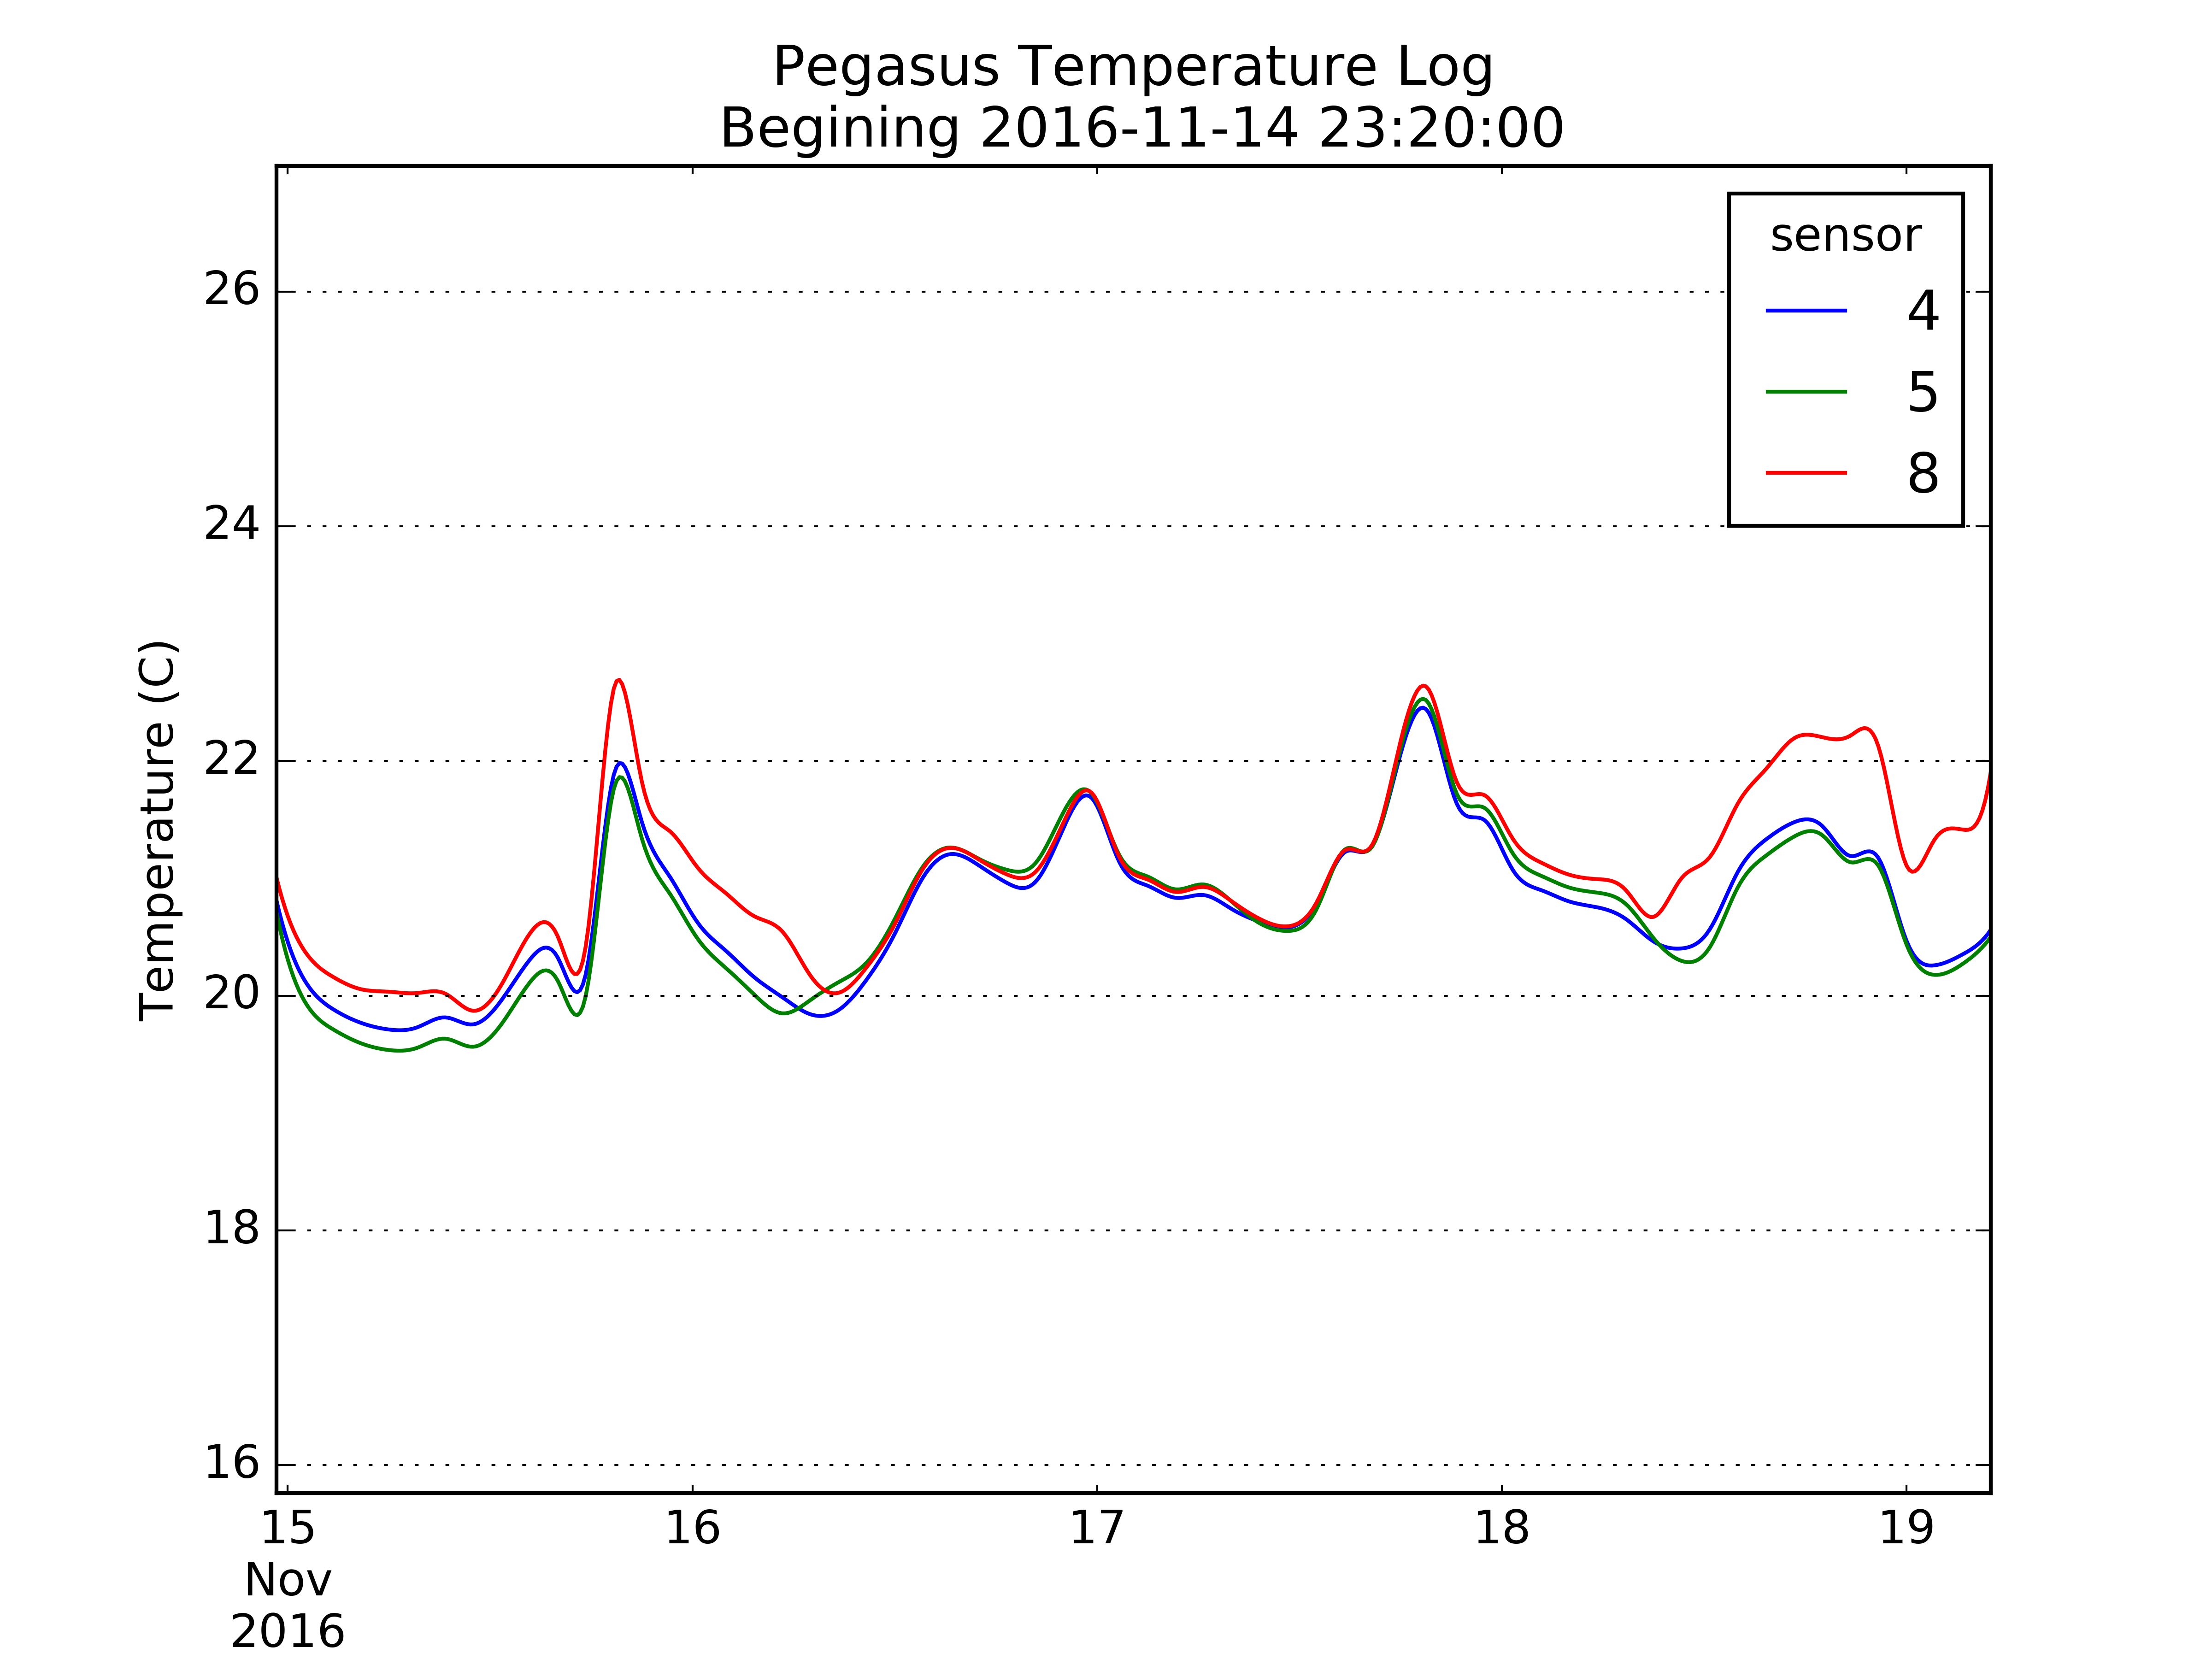 Pegasus Temperature Log
Begining 2016-11-14 23:20:00
sensor
4
5
8
Temperature (C)
26
24
22
20
18
16
15 16 17 18 19
Nov
2016